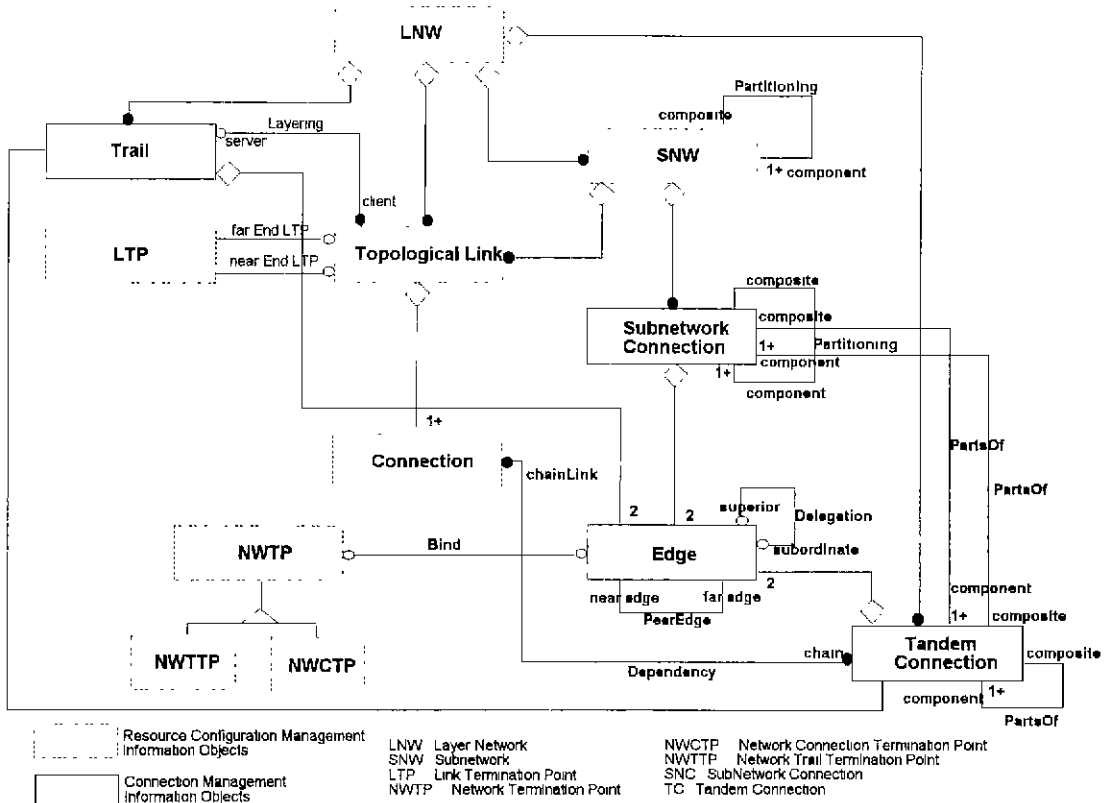 LNW
Partitioning
composite
Layering
server
Trail
SNW
1+
component
client
far End LTP
LTP
Topological Link
near End LTP
composite
Subnetwork
Connection
composite
1+
Partitioning
component
1+
component
1+
Connection
chainLink
PartsOf
PartsOf
superior
Delegation
2
2
Bind
NWTP
Edge
subordinate
2
near edge
far edge
PeerEdge
component
1+
composite
NWTTP
NWCTP
chain
Dependency
Tandem
Connection
composite
component
1+
PartsOf
Resource Configuration Management
Information Objects
Connection Management
Information Objects
LNW Layer Network
SNW Subnetwork
LTP Link Termination Point
NWTP Network Termination Point
NWCTP Network Connection Termination Point
NWTTP Network Trail Termination Point
SNC SubNetwork Connection
TC Tandem Connection